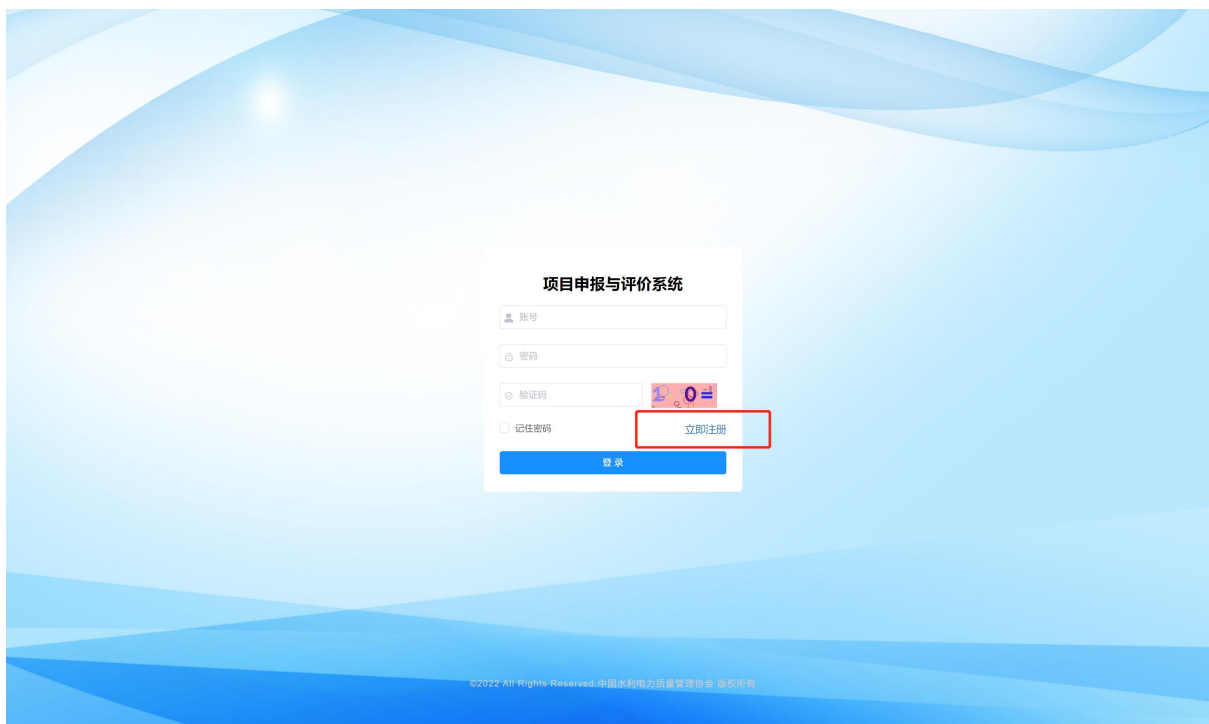 项目申报与评价系统
账号
密码
验证码
记住密码
立即注册
登 录
©2022 All Rights Reserved 中国水利电力质量管理协会 版权所有